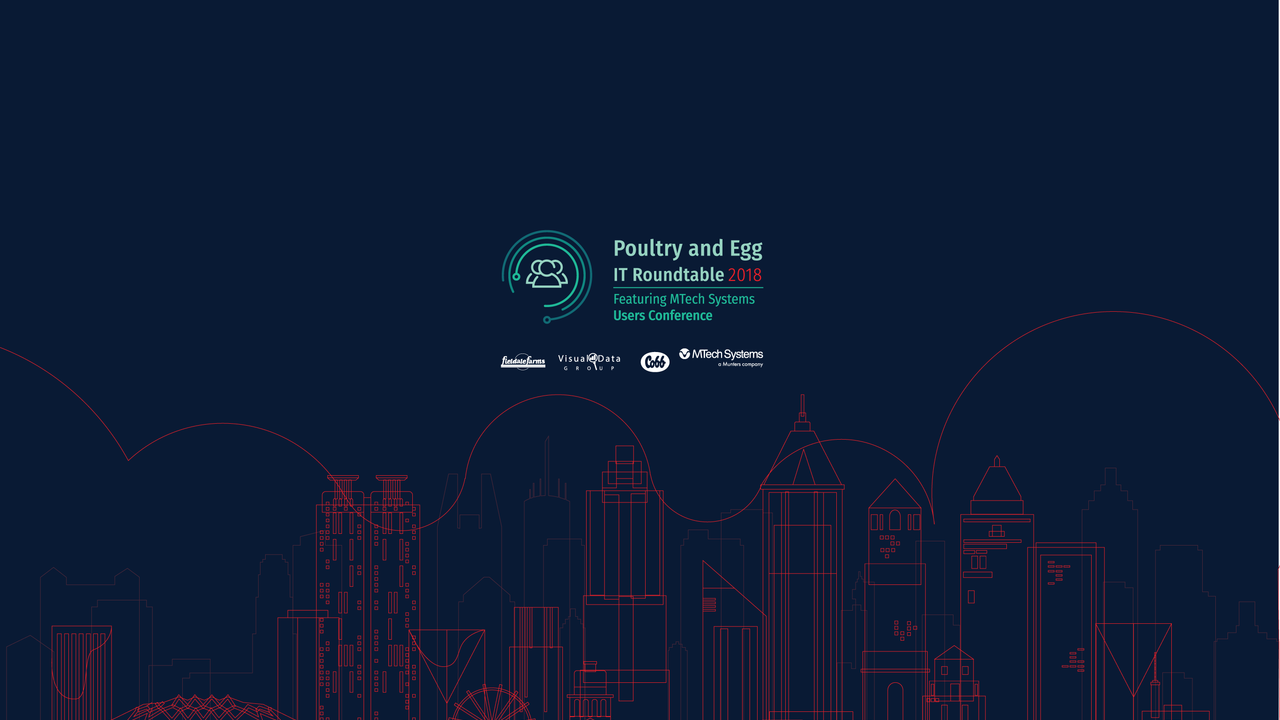 Poultry and Egg
IT Roundtable 2018
Featuring MTech Systems
Users Conference
fieldale farms
Visual Data
GROUP
Cobb
MTech Systems
a Munters company